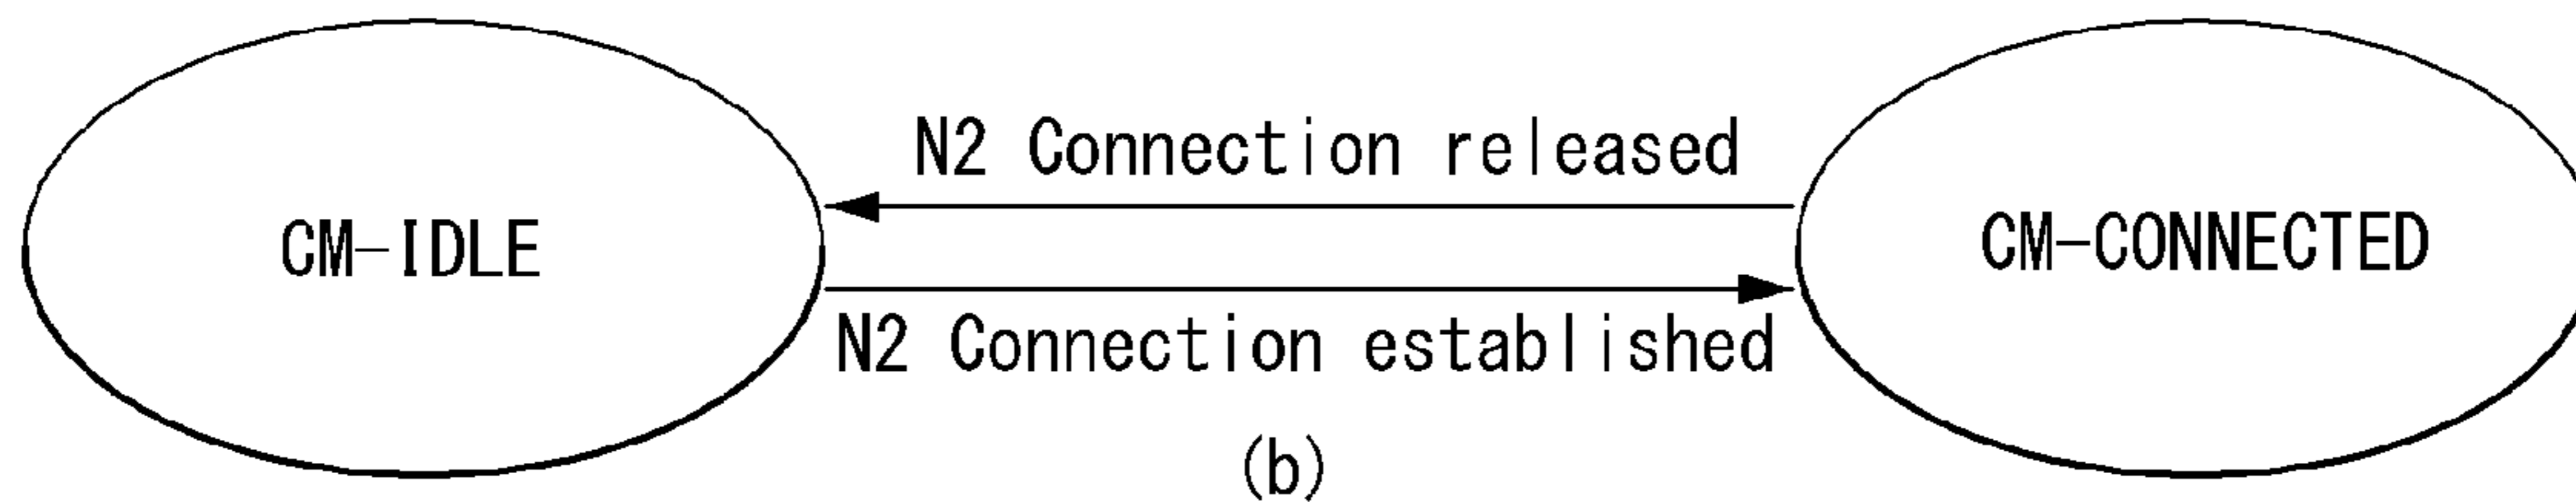 N2 Connection released
CM-IDLE
CM-CONNECTED
N2 Connection established
(b)